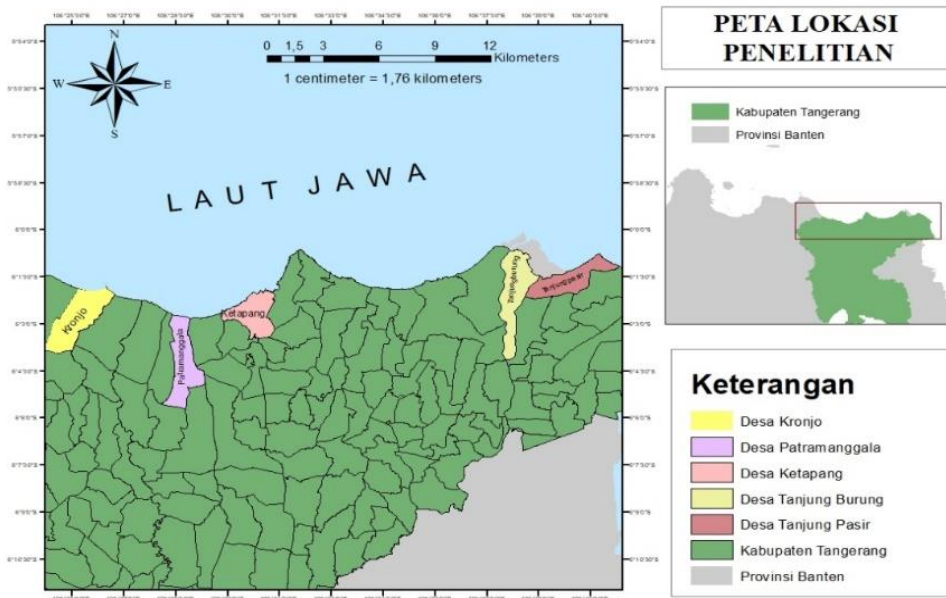 PETA LOKASI
PENELITIAN
N
W E
S
0 1,5 3 6 9 12
Kilometers
1 centimeter = 1,76 kilometers
LAUT JAWA
Kronjo
Patramanggala
Ketapang
Tanjungburung
Tanjungpasir
Kabupaten Tangerang
Provinsi Banten
Keterangan
Desa Kronjo
Desa Patramanggala
Desa Ketapang
Desa Tanjung Burung
Desa Tanjung Pasir
Kabupaten Tangerang
Provinsi Banten